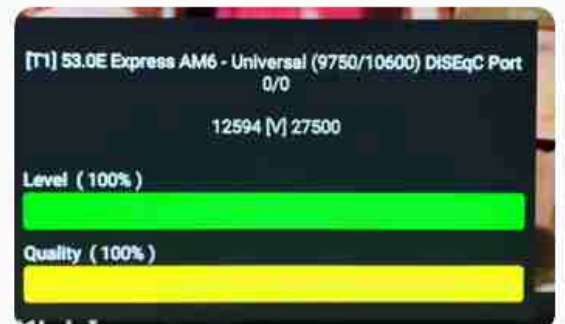 [T1] 53.0E Express AM6 - Universal (9750/10600) DiSEqC Port
0/0
12594 [V] 27500
Level (100%)
Quality (100%)